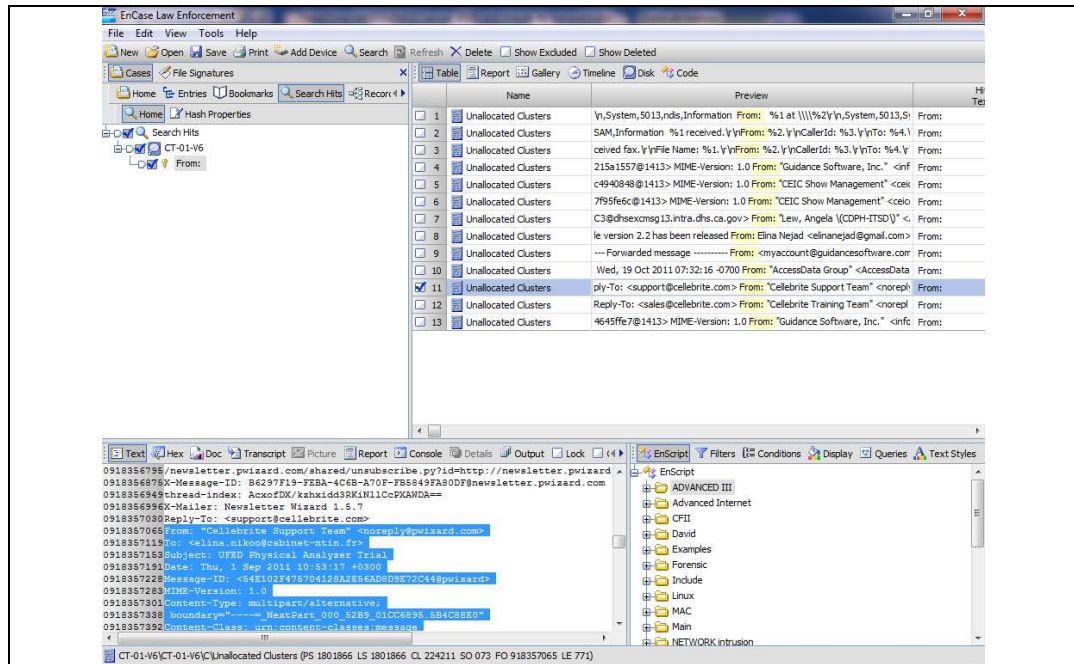 EnCase Law Enforcement
File Edit View Tools Help
New Open Save Print Add Device Search Refresh Delete Show Excluded Show Deleted
Cases File Signatures
Table Report Gallery Timeline Disk Code
Home Entries Bookmarks Search Hits Record
Home Hash Properties
Search Hits
CT-01-V6
From:
Name Preview
1 Unallocated Clusters \n,System,5013,nds,Information From: %1 at \\\\%2\r\n,System,5013,S From:
2 Unallocated Clusters SAM,Information %1 received.\r\nFrom: %2.\r\nCallerId: %3.\r\nTo: %4.\ From:
3 Unallocated Clusters ceived fax.\r\nFile Name: %1.\r\nFrom: %2.\r\nCallerId: %3.\r\nTo: %4.\r From:
4 Unallocated Clusters 215a1557@1413> MIME-Version: 1.0 From: "Guidance Software, Inc." <inf From:
5 Unallocated Clusters c4940848@1413> MIME-Version: 1.0 From: "CEIC Show Management" <ceic From:
6 Unallocated Clusters 7f95fe6c@1413> MIME-Version: 1.0 From: "CEIC Show Management" <ceic From:
7 Unallocated Clusters C3@dhsexcmsg13.intra.dhs.ca.gov> From: "Lew, Angela \(CDPH-ITSD\)" <. From:
8 Unallocated Clusters le version 2.2 has been released From: Elina Nejad <elinanejad@gmail.com> From:
9 Unallocated Clusters --- Forwarded message ---------- From: <myaccount@guidancesoftware.com From:
10 Unallocated Clusters Wed, 19 Oct 2011 07:32:16 -0700 From: "AccessData Group" <AccessData From:
11 Unallocated Clusters ply-To: <support@cellebrite.com> From: "Cellebrite Support Team" <norepl From:
12 Unallocated Clusters Reply-To: <sales@cellebrite.com> From: "Cellebrite Training Team" <norepl From:
13 Unallocated Clusters 4645ffe7@1413> MIME-Version: 1.0 From: "Guidance Software, Inc." <info From:
Text Hex Doc Transcript Picture Report Console Details Output Lock
EnScript Filters Conditions Display Queries Text Styles
0918356795 /newsletter.pwizard.com/shared/unsubscribe.py?id=http://newsletter.pwizard
0918356875 X-Message-ID: B6297F19-FEBA-4C6B-A70F-FB5849FA80DF@newsletter.pwizard.com
0918356949 thread-index: AcxofDX/kzhxidd3RKiNl1CcPXAWDA==
0918356996 X-Mailer: Newsletter Wizard 1.5.7
0918357030 Reply-To: <support@cellebrite.com>
0918357065 From: "Cellebrite Support Team" <noreply@pwizard.com>
0918357119 To: <elina.nikoo@cabinet-ntin.fr>
0918357153 Subject: UFED Physical Analyzer Trial
0918357191 Date: Thu, 1 Sep 2011 10:53:17 +0300
0918357228 Message-ID: <54E102F475704128A2E56AD8D9E72C44@pwizard>
0918357283 MIME-Version: 1.0
0918357301 Content-Type: multipart/alternative;
0918357338 boundary="----=_NextPart_000_52B9_01CC6895.5B4C88E0"
0918357392 Content-Class: urn:content-classes:message
EnScript
ADVANCED III
Advanced Internet
CFII
David
Examples
Forensic
Include
Linux
MAC
Main
NETWORK intrusion
CT-01-V6\CT-01-V6\C\Unallocated Clusters (PS 1801866 LS 1801866 CL 224211 SO 073 FO 918357065 LE 771)